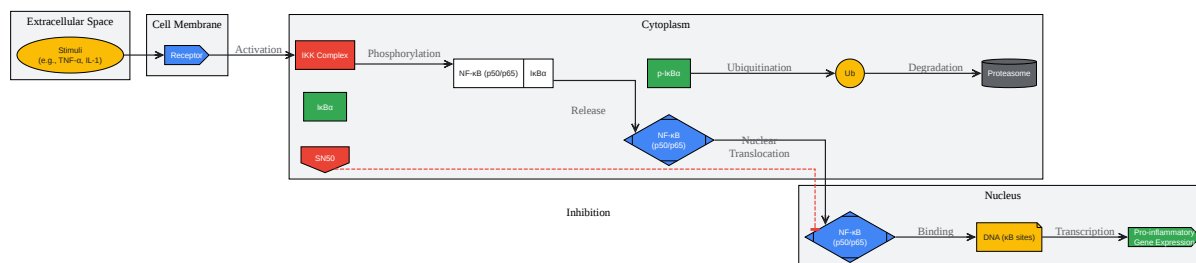 Extracellular Space
Stimuli
(e.g., TNF-α, IL-1)
Cell Membrane
Receptor
Activation
Cytoplasm
IKK Complex
Phosphorylation
NF-κB (p50/p65)
IκBα
p-IκBα
Ubiquitination
Ub
Degradation
Proteasome
IκBα
Release
NF-κB
(p50/p65)
Nuclear
Translocation
SN50
Inhibition
Nucleus
NF-κB
(p50/p65)
Binding
DNA (κB sites)
Transcription
Pro-inflammatory
Gene Expression